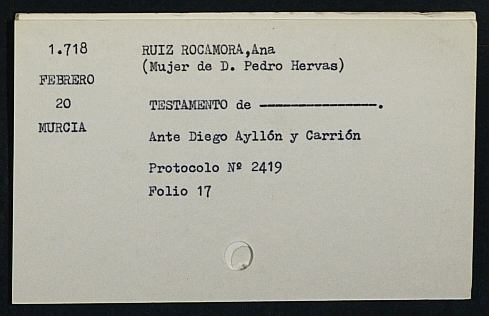 1.718
FEBRERO
20
MURCIA
RUIZ ROCAMORA,Ana
(Mujer de D. Pedro Hervas)
TESTAMENTO de ----------------.
Ante Diego Ayllón y Carrión
Protocolo Nº 2419
Folio 17